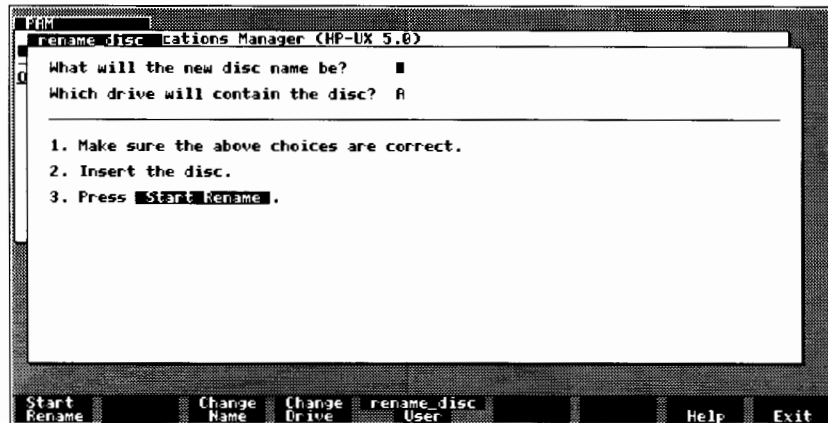 PAM
rename_disc cations Manager (HP-UX 5.0)
What will the new disc name be?
Which drive will contain the disc? A
1. Make sure the above choices are correct.
2. Insert the disc.
3. Press Start Rename.
Start Rename
Change Name
Change Drive
rename_disc User
Help
Exit